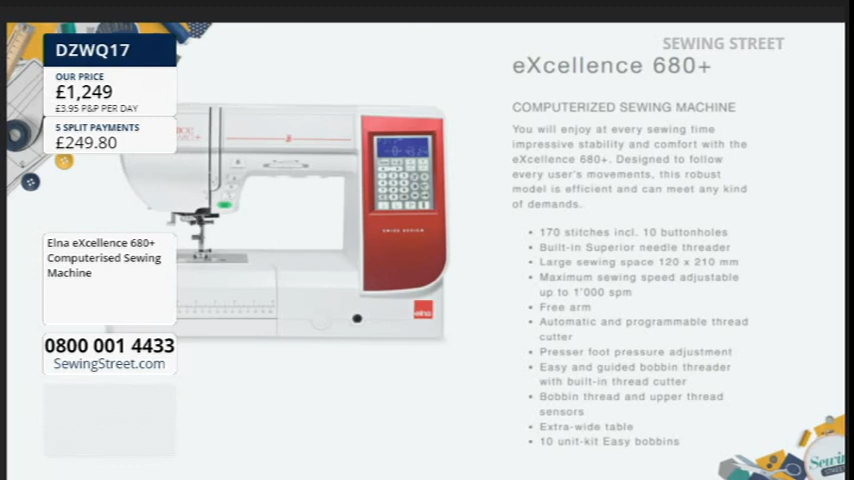 DZWQ17
OUR PRICE
£1,249
£3.95 P&P PER DAY
5 SPLIT PAYMENTS
£249.80
Elna eXcellence 680+
Computerised Sewing
Machine
0800 001 4433
SewingStreet.com
SWISS DESIGN
elna
SEWING STREET
eXcellence 680+
COMPUTERIZED SEWING MACHINE
You will enjoy at every sewing time
impressive stability and comfort with the
eXcellence 680+. Designed to follow
every user's movements, this robust
model is efficient and can meet any kind
of demands.
• 170 stitches incl. 10 buttonholes
• Built-in Superior needle threader
• Large sewing space 120 x 210 mm
• Maximum sewing speed adjustable
up to 1'000 spm
• Free arm
• Automatic and programmable thread
cutter
• Presser foot pressure adjustment
• Easy and guided bobbin threader
with built-in thread cutter
• Bobbin thread and upper thread
sensors
• Extra-wide table
• 10 unit-kit Easy bobbins